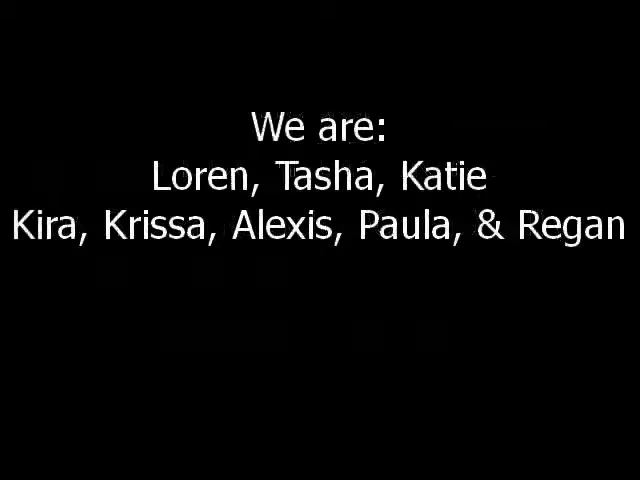 We are:
Loren, Tasha, Katie
Kira, Krissa, Alexis, Paula, & Regan